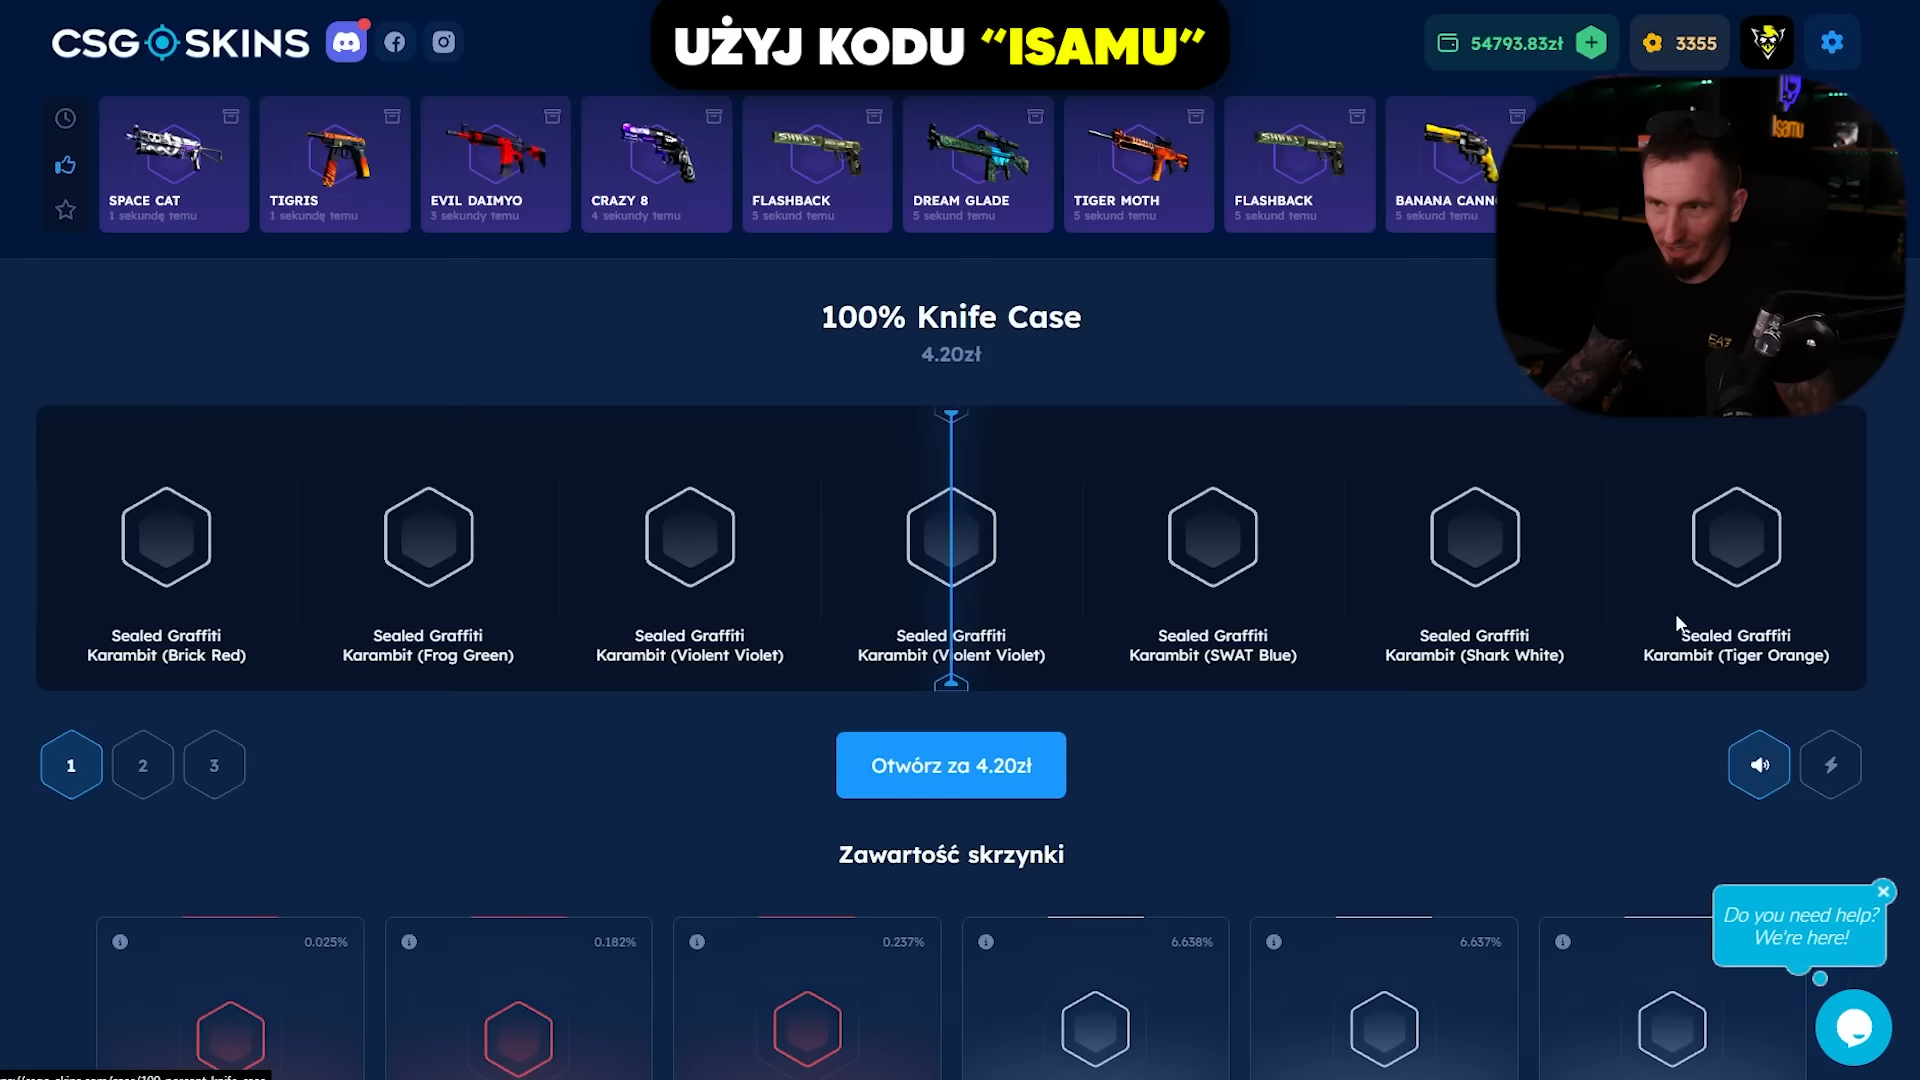 CSG SKINS
UŻYJ KODU “ISAMU”
54793.83zł
3355
Isamu
SPACE CAT
1 sekundę temu
TIGRIS
1 sekundę temu
EVIL DAIMYO
3 sekundy temu
CRAZY 8
4 sekundy temu
FLASHBACK
5 sekund temu
DREAM GLADE
5 sekund temu
TIGER MOTH
5 sekund temu
FLASHBACK
5 sekund temu
BANANA CANN
5 sekund temu
EA7
100% Knife Case
4.20zł
Sealed Graffiti
Karambit (Brick Red)
Sealed Graffiti
Karambit (Frog Green)
Sealed Graffiti
Karambit (Violent Violet)
Sealed Graffiti
Karambit (Violent Violet)
Sealed Graffiti
Karambit (SWAT Blue)
Sealed Graffiti
Karambit (Shark White)
Sealed Graffiti
Karambit (Tiger Orange)
1
2
3
Otwórz za 4.20zł
Zawartość skrzynki
0.025%
0.182%
0.237%
6.638%
6.637%
Do you need help?
We're here!